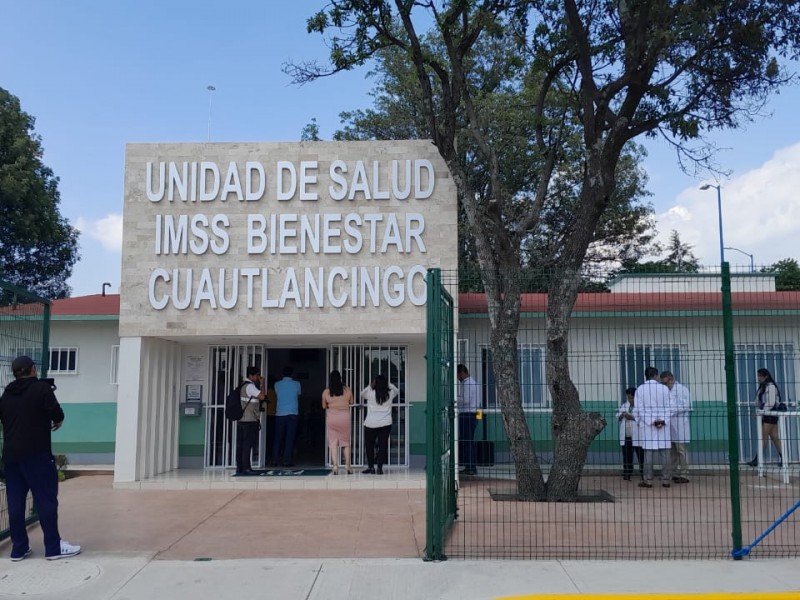 UNIDAD DE SALUD
IMSS BIENESTAR
CUAUTLANCINGO